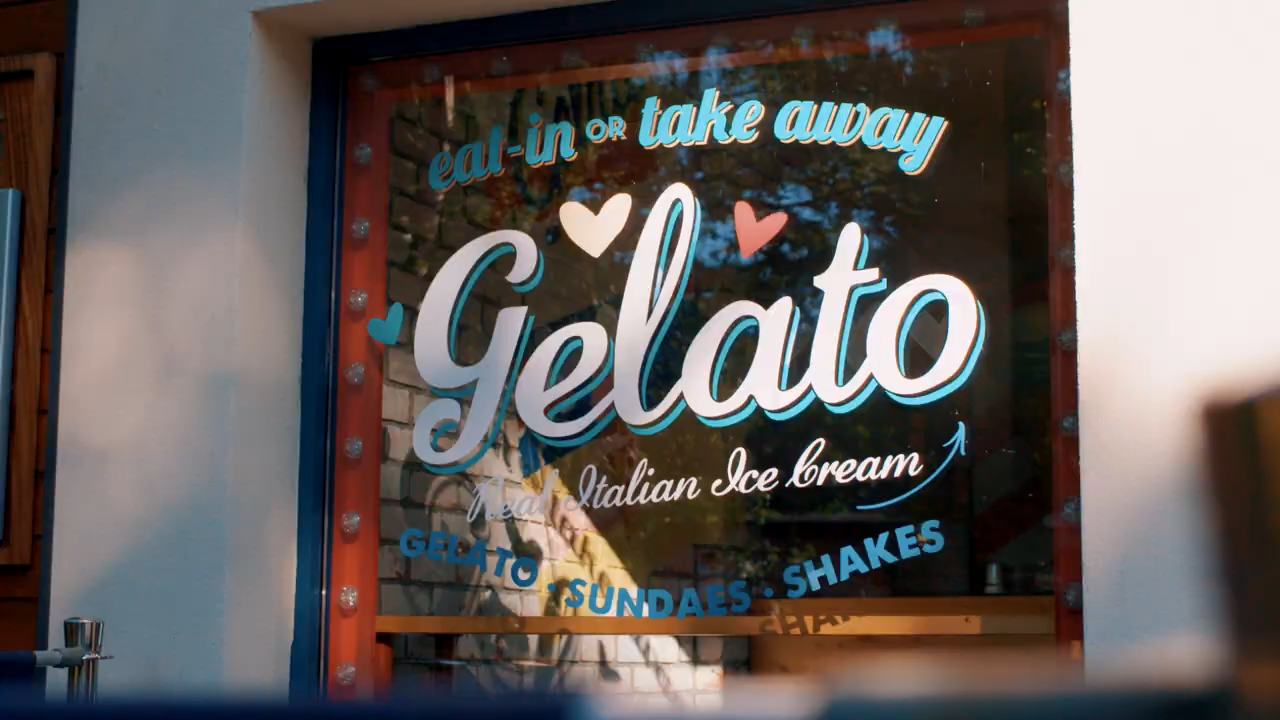 eat-in OR take away
Gelato
Real Italian Ice Cream
GELATO · SUNDAES · SHAKES